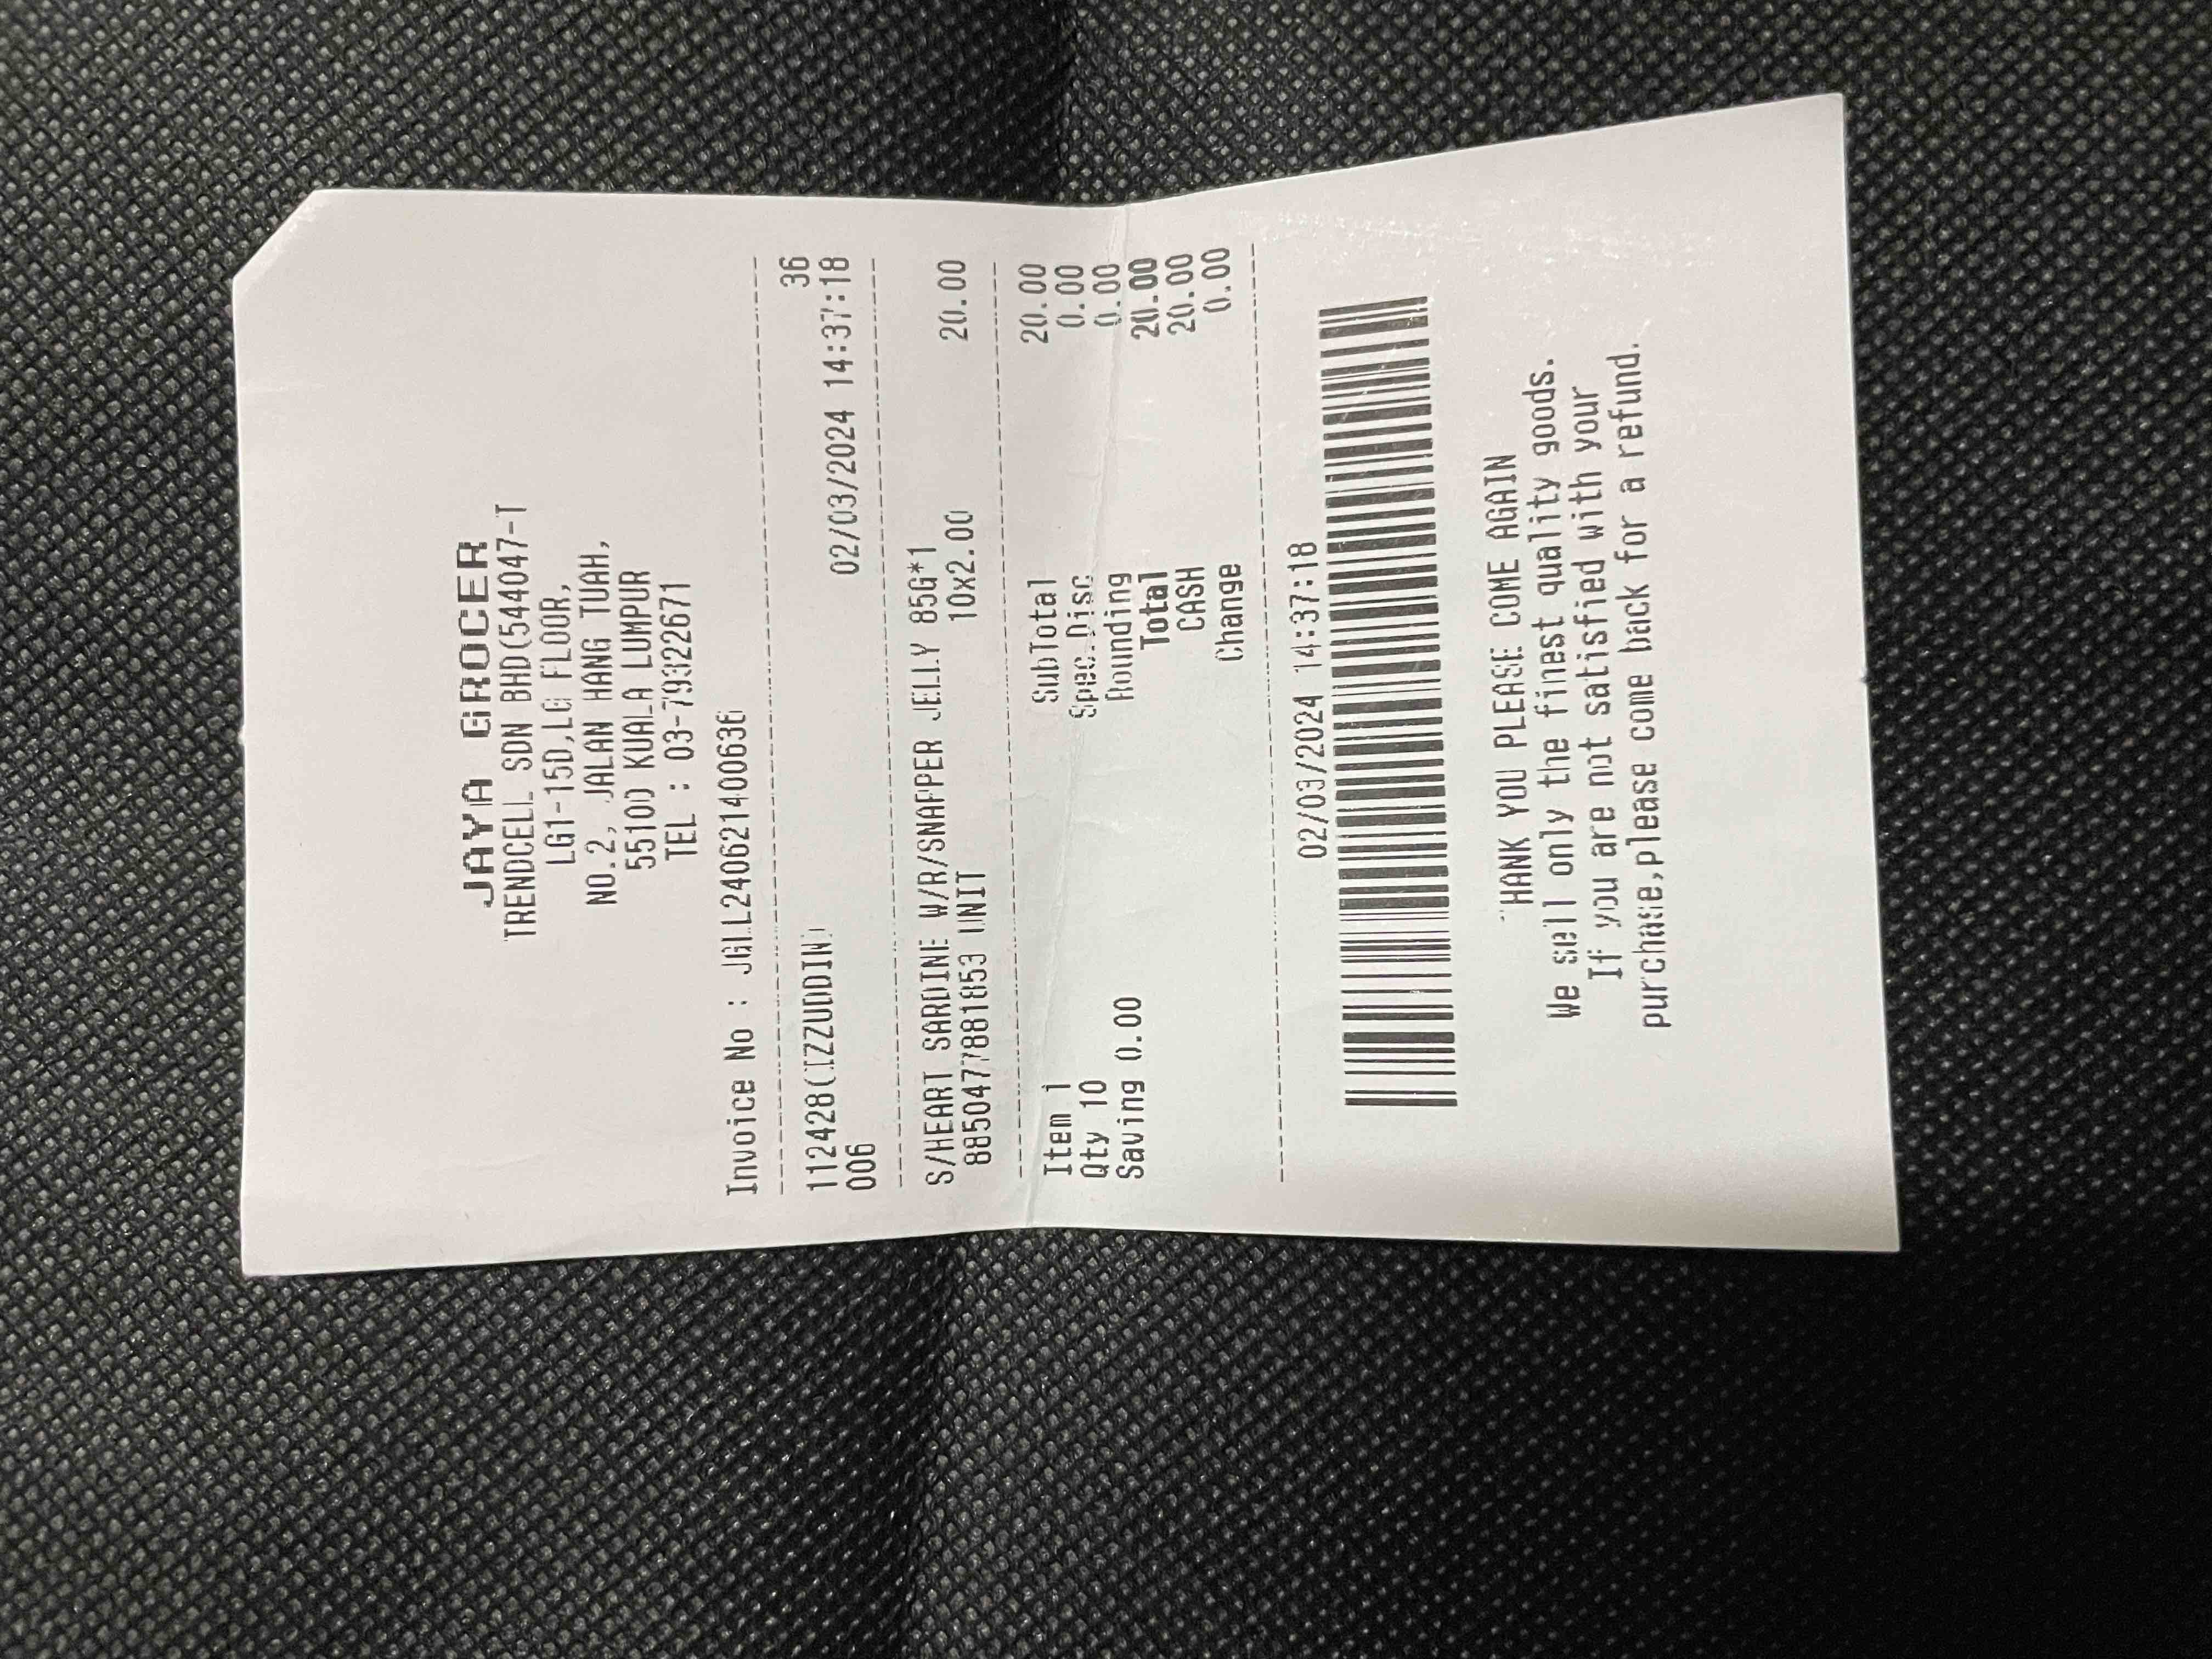 JAYA GROCER
TRENDCELL SDN BHD(544047-T
LG1-15D,LG FLOOR,
NO.2, JALAN HANG TUAH,
55100 KUALA LUMPUR
TEL : 03-79322671
Invoice No : JGLL240621400636
36
112428(IZZUDDIN) 02/03/2024 14:37:18
006
S/HEART SARDINE W/R/SNAPPER JELLY 85G*1
8850477881853 UNIT 10x2.00 20.00
Item 1 SubTotal 20.00
Qty 10 Spec.Disc 0.00
Saving 0.00 Rounding 0.00
Total 20.00
CASH 20.00
Change 0.00
02/03/2024 14:37:18
THANK YOU PLEASE COME AGAIN
We sell only the finest quality goods.
If you are not satisfied with your
purchase,please come back for a refund.